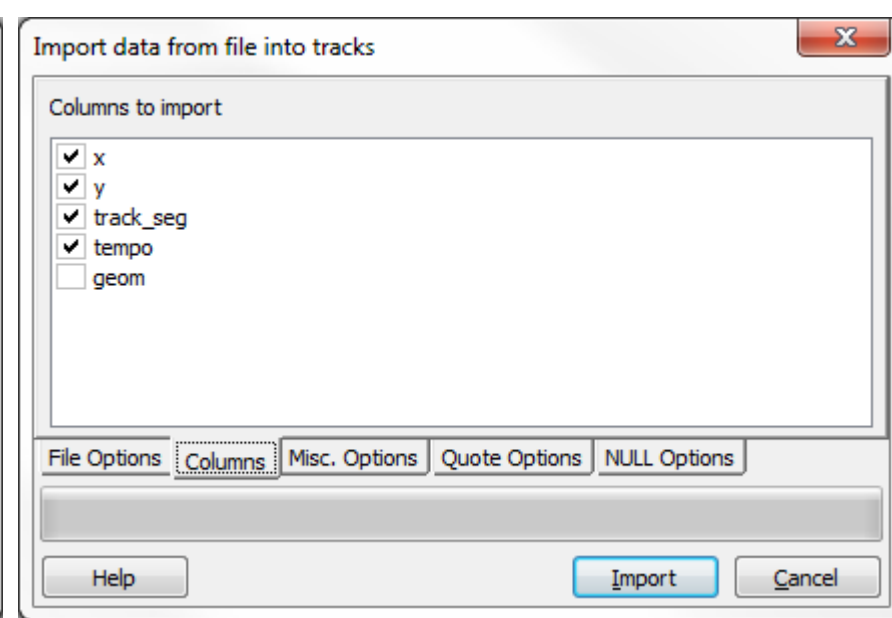 Import data from file into tracks
Columns to import
x
y
track_seg
tempo
geom
File Options Columns Misc. Options Quote Options NULL Options
Help Import Cancel